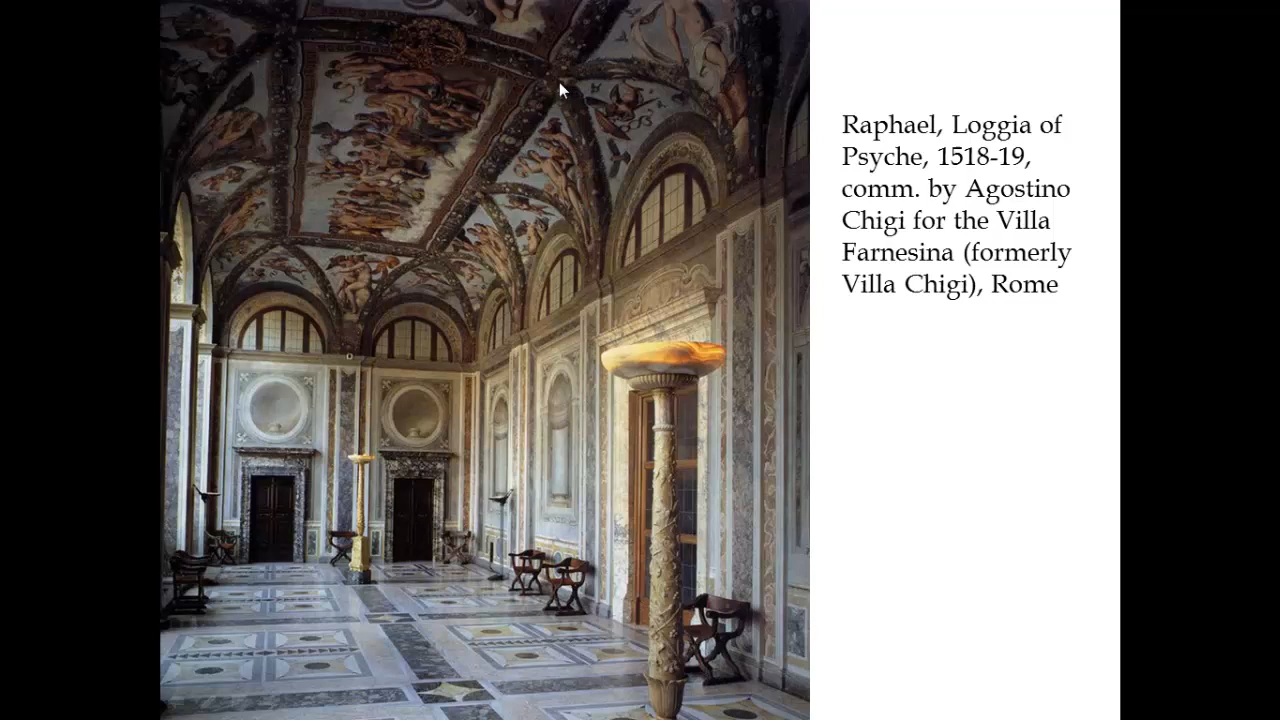 Raphael, Loggia of
Psyche, 1518-19,
comm. by Agostino
Chigi for the Villa
Farnesina (formerly
Villa Chigi), Rome